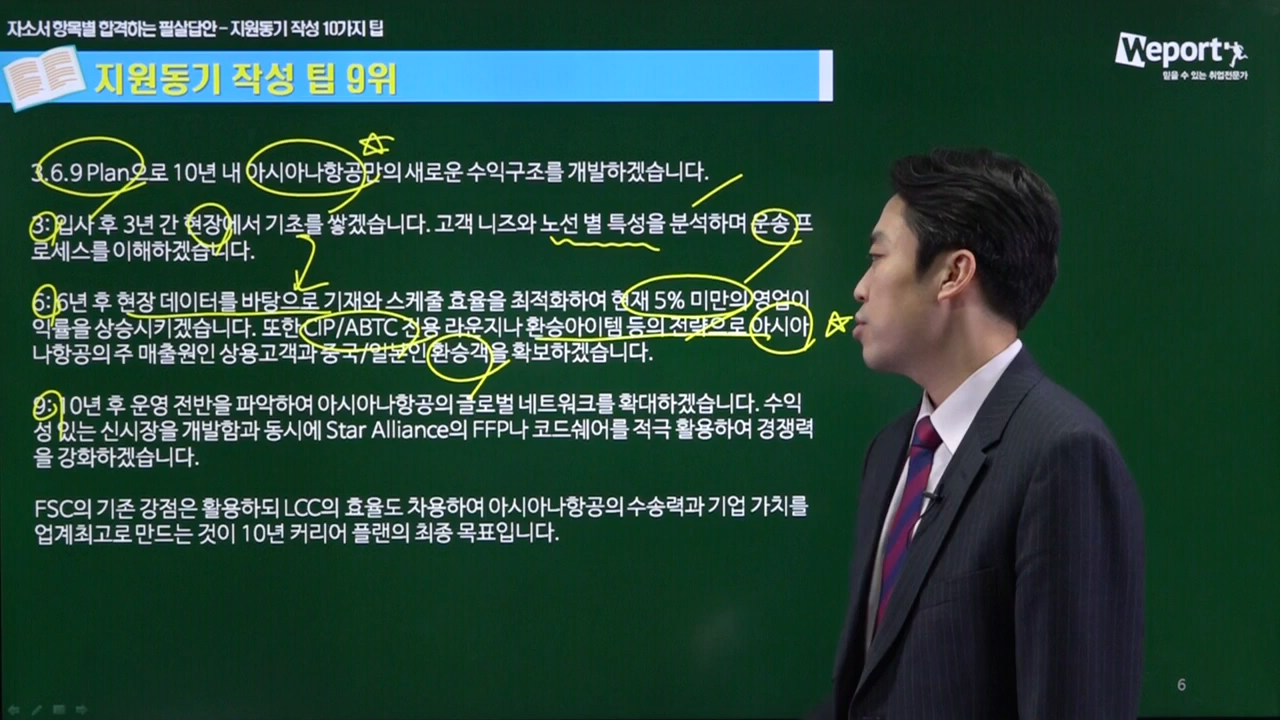 자소서 항목별 합격하는 필살답안 - 지원동기 작성 10가지 팁
Weport
믿을 수 있는 취업전문가
지원동기 작성 팁 9위
3.6.9 Plan으로 10년 내 아시아나항공만의 새로운 수익구조를 개발하겠습니다.
3: 입사 후 3년 간 현장에서 기초를 쌓겠습니다. 고객 니즈와 노선 별 특성을 분석하며 운송 프
로세스를 이해하겠습니다.
6: 6년 후 현장 데이터를 바탕으로 기재와 스케줄 효율을 최적화하여 현재 5% 미만의 영업이
익률을 상승시키겠습니다. 또한 CIP/ABTC 전용 라운지나 환승아이템 등의 전략으로 아시아
나항공의 주 매출원인 상용고객과 중국/일본인 환승객을 확보하겠습니다.
9: 10년 후 운영 전반을 파악하여 아시아나항공의 글로벌 네트워크를 확대하겠습니다. 수익
성 있는 신시장을 개발함과 동시에 Star Alliance의 FFP나 코드쉐어를 적극 활용하여 경쟁력
을 강화하겠습니다.
FSC의 기존 강점은 활용하되 LCC의 효율도 차용하여 아시아나항공의 수송력과 기업 가치를
업계최고로 만드는 것이 10년 커리어 플랜의 최종 목표입니다.
6